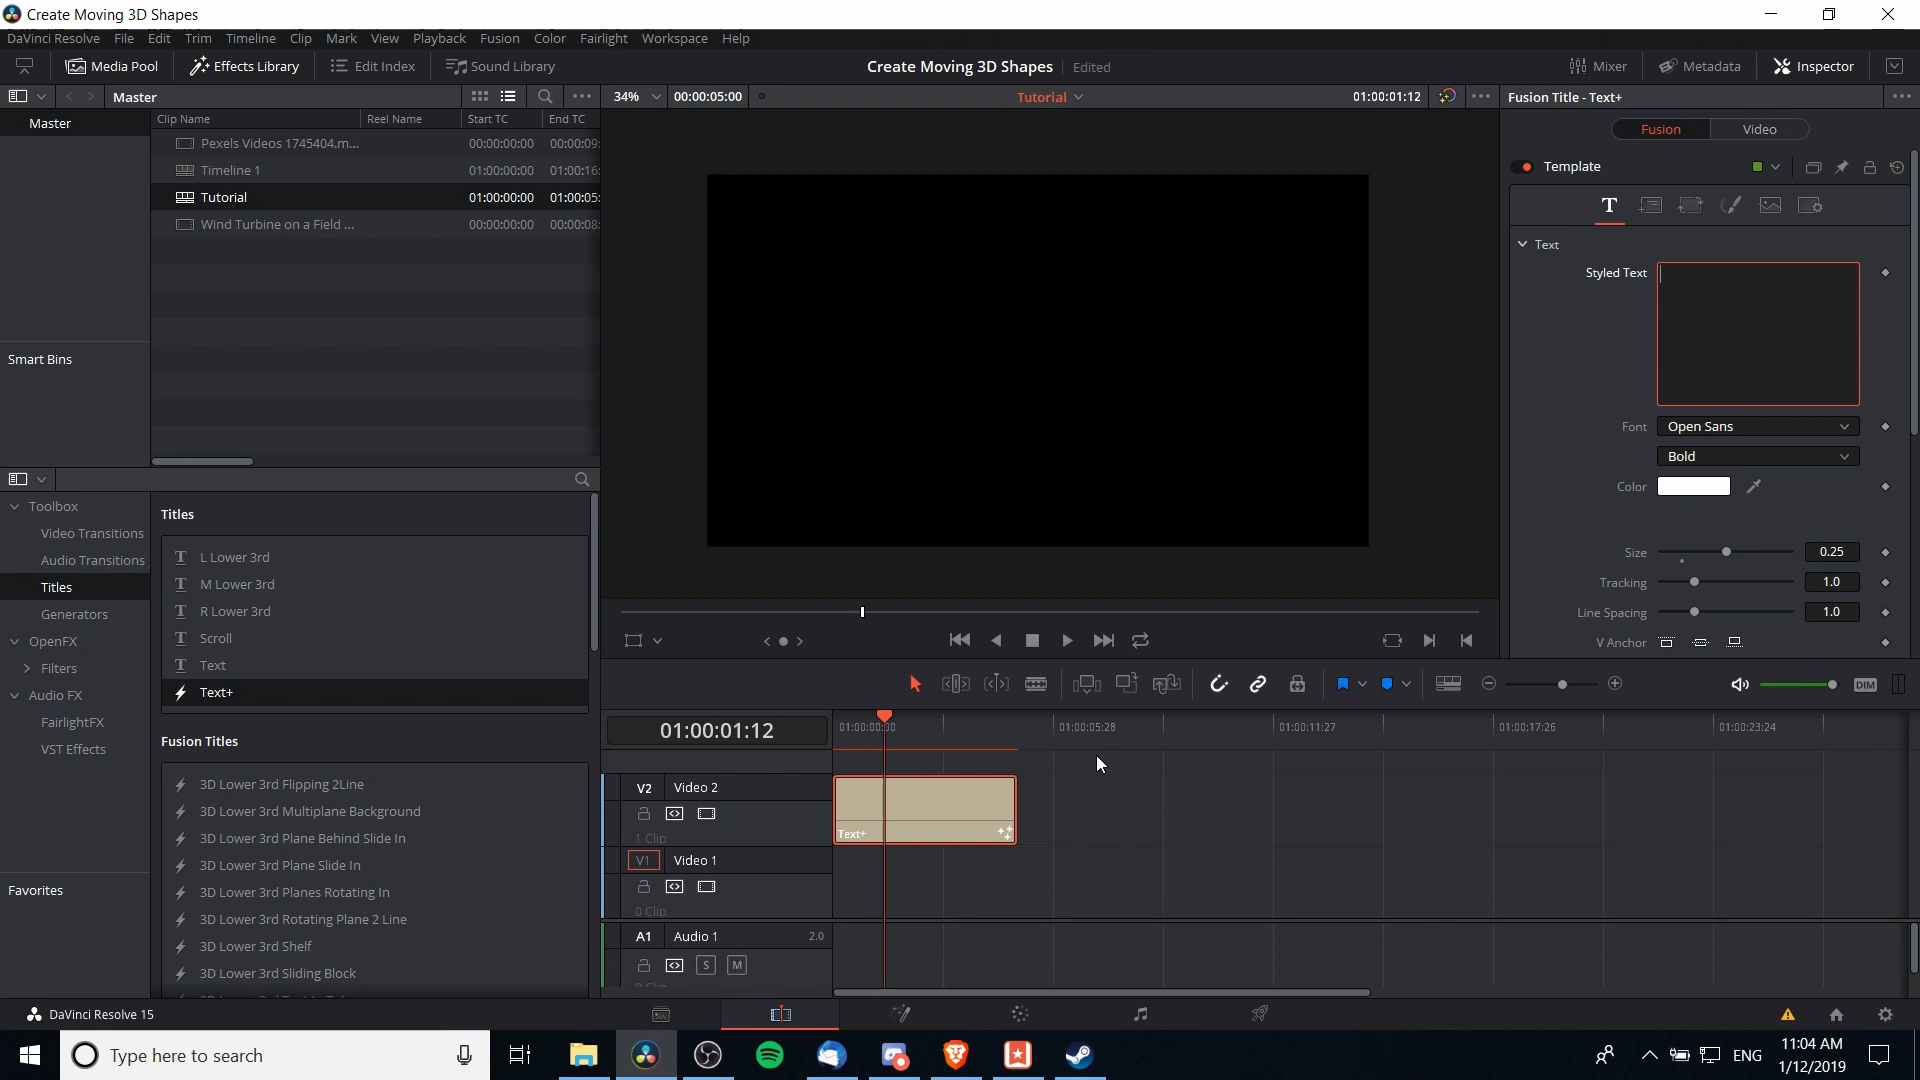 Create Moving 3D Shapes
DaVinci Resolve File Edit Trim Timeline Clip Mark View Playback Fusion Color Fairlight Workspace Help
Media Pool Effects Library Edit Index Sound Library Create Moving 3D Shapes Edited Mixer Metadata Inspector
Master 34% 00:00:05:00 Tutorial 01:00:01:12 Fusion Title - Text+
Master Clip Name Reel Name Start TC End TC Fusion Video
Pexels Videos 1745404.m... 00:00:00:00 00:00:09:
Timeline 1 01:00:00:00 01:00:16:
Tutorial 01:00:00:00 01:00:05:
Wind Turbine on a Field ... 00:00:00:00 00:00:08:
Template
T
Text
Styled Text
Smart Bins
Font Open Sans
Bold
Color
Size 0.25
Tracking 1.0
Line Spacing 1.0
V Anchor
Toolbox
Video Transitions
Audio Transitions
Titles
Generators
OpenFX
Filters
Audio FX
FairlightFX
VST Effects
Favorites
Titles
T L Lower 3rd
T M Lower 3rd
T R Lower 3rd
T Scroll
T Text
Text+
Fusion Titles
3D Lower 3rd Flipping 2Line
3D Lower 3rd Multiplane Background
3D Lower 3rd Plane Behind Slide In
3D Lower 3rd Plane Slide In
3D Lower 3rd Planes Rotating In
3D Lower 3rd Rotating Plane 2 Line
3D Lower 3rd Shelf
3D Lower 3rd Sliding Block
DIM
01:00:01:12 01:00:00:00 01:00:05:28 01:00:11:27 01:00:17:26 01:00:23:24
V2 Video 2
1 Clip
Text+
V1 Video 1
0 Clip
A1 Audio 1 2.0
S M
DaVinci Resolve 15
Type here to search
ENG
11:04 AM
1/12/2019